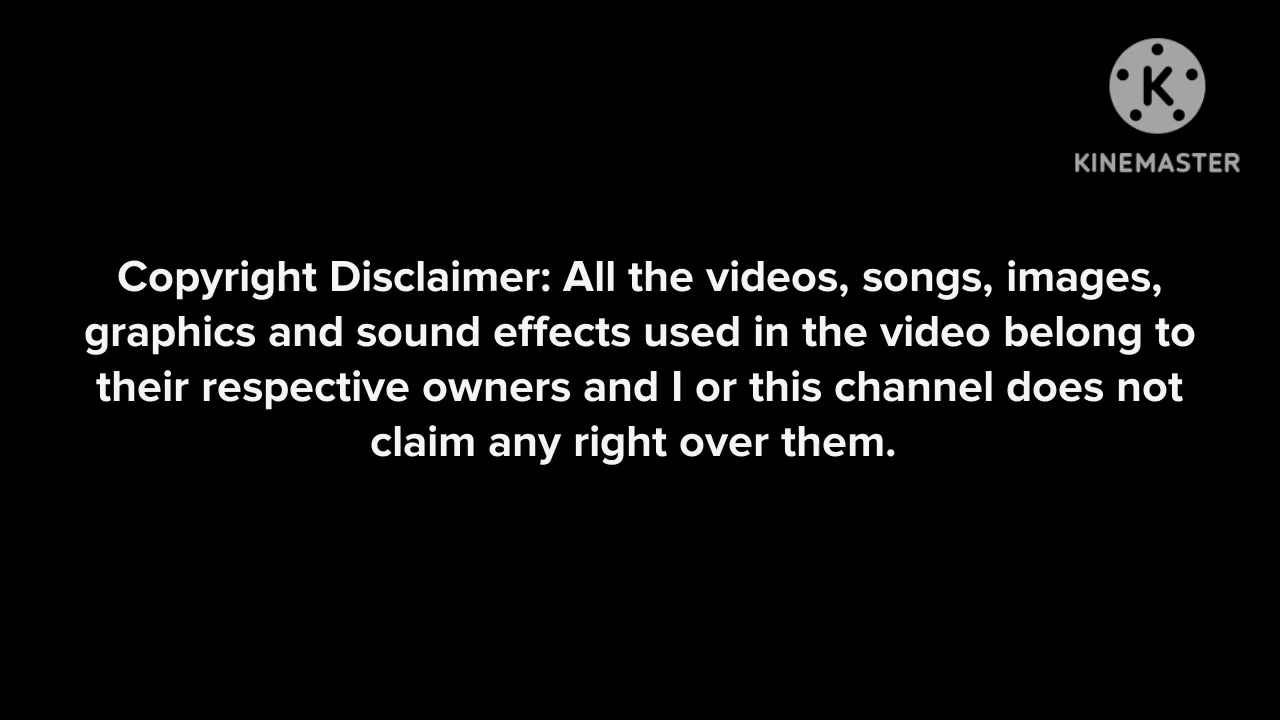 K
KINEMASTER
Copyright Disclaimer: All the videos, songs, images,
graphics and sound effects used in the video belong to
their respective owners and I or this channel does not
claim any right over them.